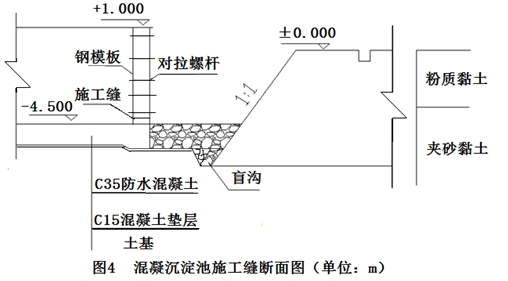 +1.000
±0.000
钢模板
对拉螺杆
1:1
粉质黏土
施工缝
-4.500
夹砂黏土
盲沟
C35防水混凝土
C15混凝土垫层
土基
图4 混凝沉淀池施工缝断面图（单位：m）